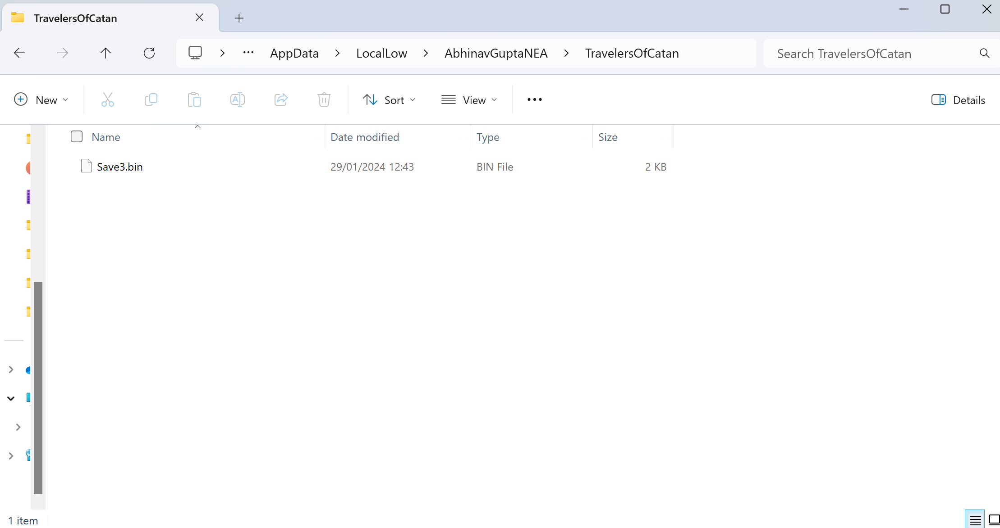 TravelersOfCatan
AppData LocalLow AbhinavGuptaNEA TravelersOfCatan
Search TravelersOfCatan
New Sort View Details
Name Date modified Type Size
Save3.bin 29/01/2024 12:43 BIN File 2 KB
1 item